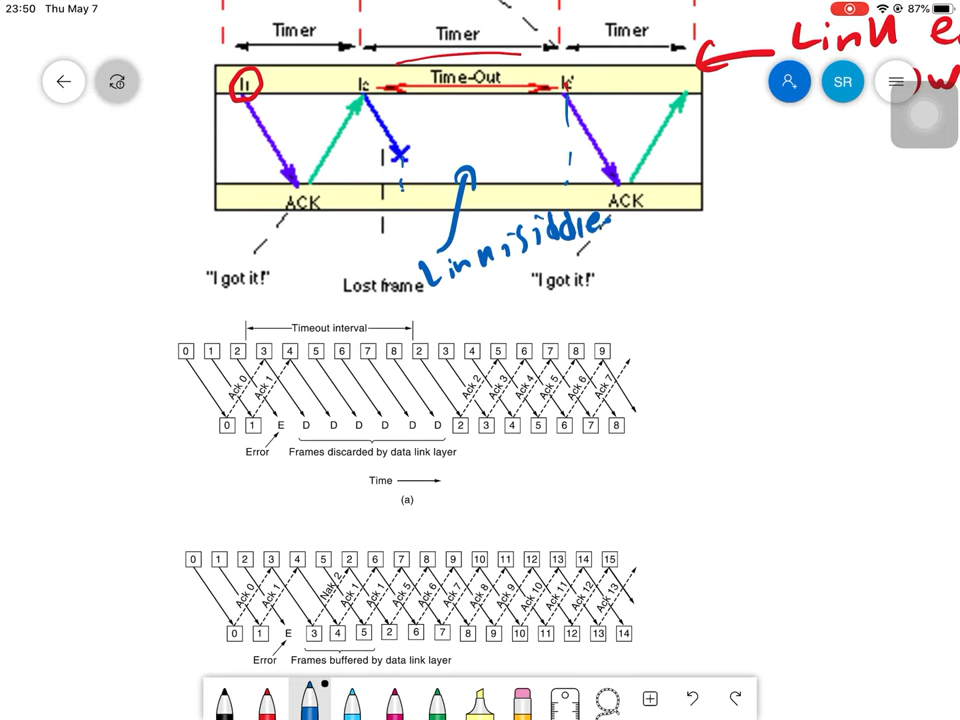 23:50 Thu May 7
87%
Timer Timer Timer
Link
I1 Time-Out
SR
ACK ACK
"I got it!" Lost frame "I got it!"
Timeout interval
0 1 2 3 4 5 6 7 8 2 3 4 5 6 7 8 9
Ack 0 Ack 1 Ack 2 Ack 3 Ack 4 Ack 5 Ack 6 Ack 7
0 1 E D D D D D D 2 3 4 5 6 7 8
Error Frames discarded by data link layer
Time
(a)
0 1 2 3 4 5 2 6 7 8 9 10 11 12 13 14 15
Ack 0 Ack 1 Nak 2 Ack 1 Ack 1 Ack 5 Ack 6 Ack 7 Ack 8 Ack 9 Ack 10 Ack 11 Ack 12 Ack 13
0 1 E 3 4 5 2 6 7 8 9 10 11 12 13 14
Error Frames buffered by data link layer